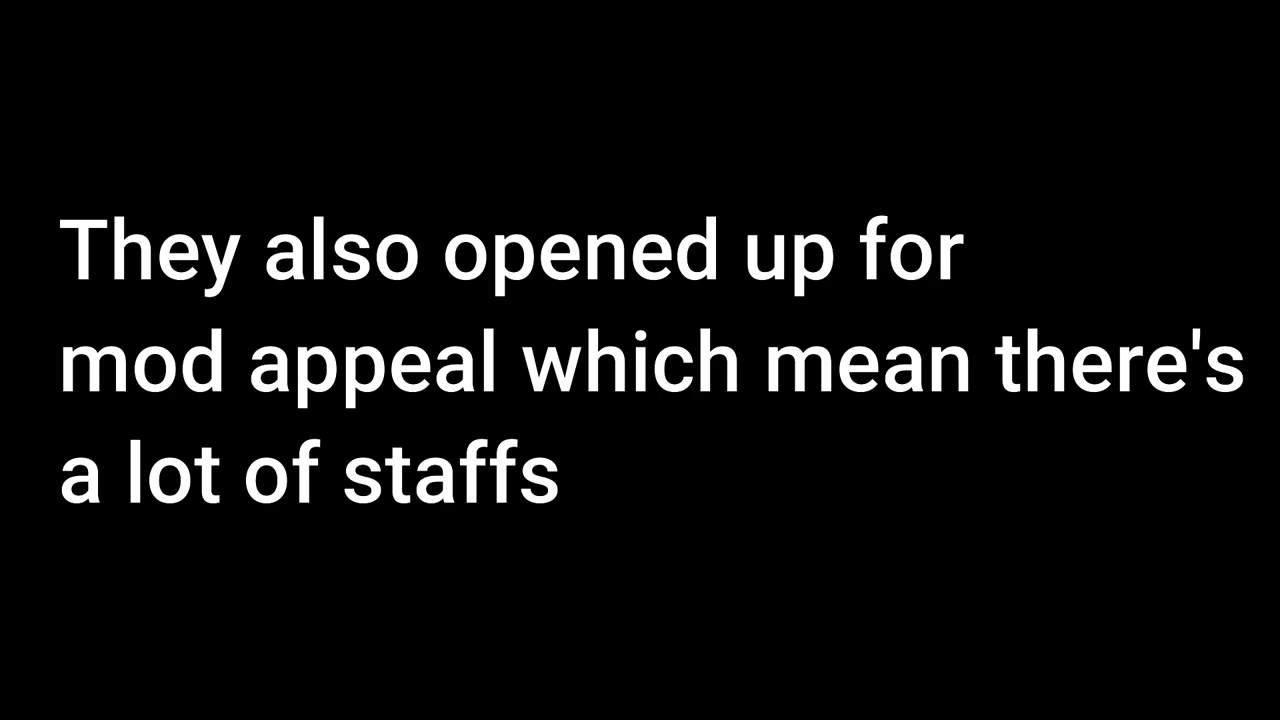 They also opened up for
mod appeal which mean there's
a lot of staffs